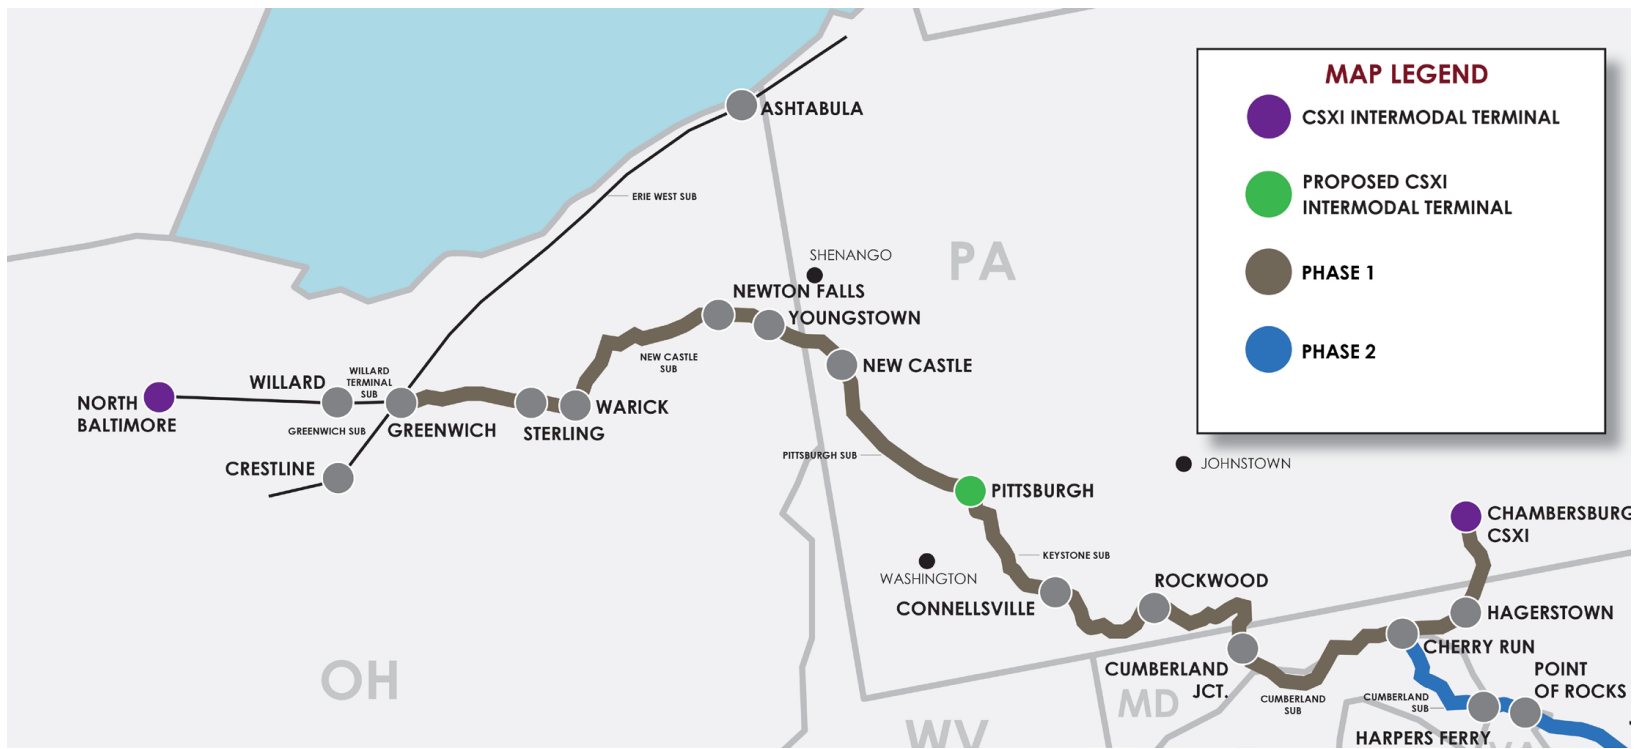 MAP LEGEND
CSXI INTERMODAL TERMINAL
PROPOSED CSXI
INTERMODAL TERMINAL
PHASE 1
PHASE 2
ASHTABULA
ERIE WEST SUB
PA
SHENANGO
NEWTON FALLS
YOUNGSTOWN
NEW CASTLE
SUB
NEW CASTLE
WILLARD
WILLARD
TERMINAL
SUB
NORTH
BALTIMORE
GREENWICH SUB
GREENWICH
STERLING
WARICK
CRESTLINE
PITTSBURGH SUB
PITTSBURGH
JOHNSTOWN
CHAMBERSBURG
CSXI
KEYSTONE SUB
WASHINGTON
CONNELLSVILLE
ROCKWOOD
HAGERSTOWN
CHERRY RUN
CUMBERLAND
JCT.
CUMBERLAND
SUB
CUMBERLAND
SUB
POINT
OF ROCKS
HARPERS FERRY
OH
MD
WV
VA